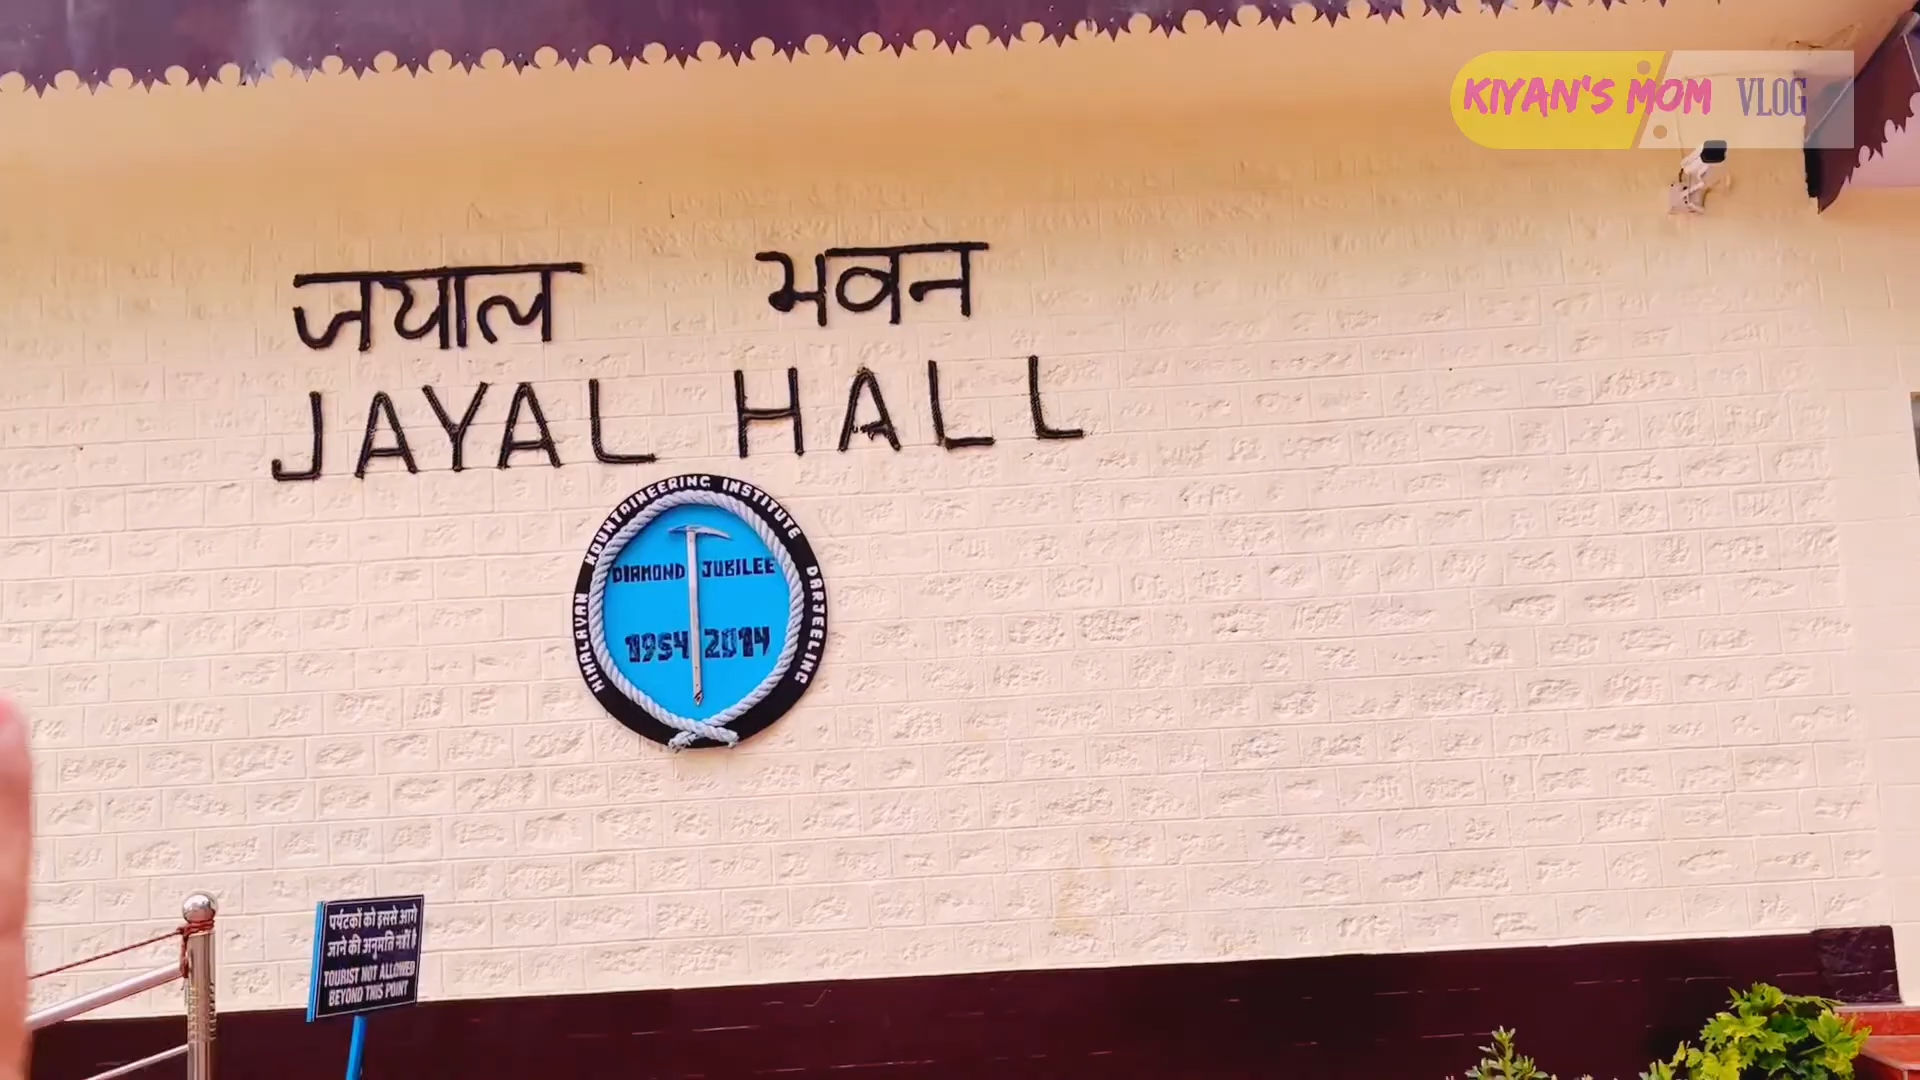 KIYAN'S MOM VLOG
जयाल भवन
JAYAL HALL
HIMALAYAN MOUNTAINEERING INSTITUTE DARJEELING
DIAMOND JUBILEE
1954 2014
पर्यटकों को इससे आगे
जाने की अनुमति नहीं है
TOURIST NOT ALLOWED
BEYOND THIS POINT